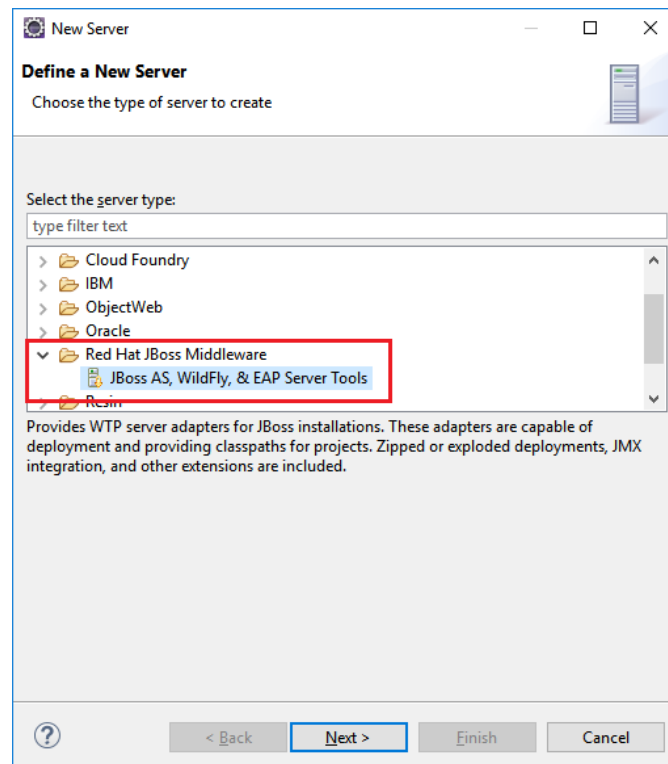 New Server
Define a New Server
Choose the type of server to create
Select the server type:
type filter text
Cloud Foundry
IBM
ObjectWeb
Oracle
Red Hat JBoss Middleware
JBoss AS, WildFly, & EAP Server Tools
Resin
Provides WTP server adapters for JBoss installations. These adapters are capable of
deployment and providing classpaths for projects. Zipped or exploded deployments, JMX
integration, and other extensions are included.
? < Back Next > Finish Cancel